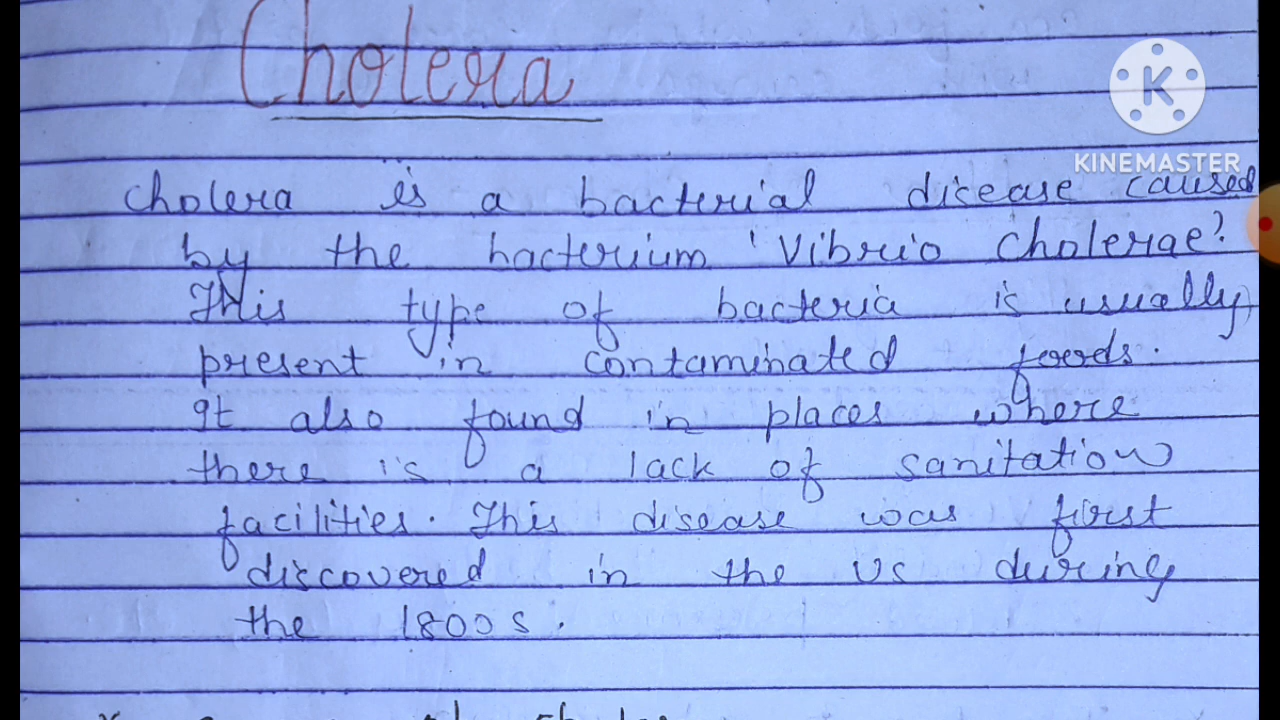 Cholera
K
KINEMASTER
Cholera is a bacterial disease caused
by the bacterium 'Vibrio Cholerae'.
This type of bacteria is usually
present in contaminated foods.
It also found in places where
there is a lack of sanitation
facilities. This disease was first
discovered in the US during
the 1800s.